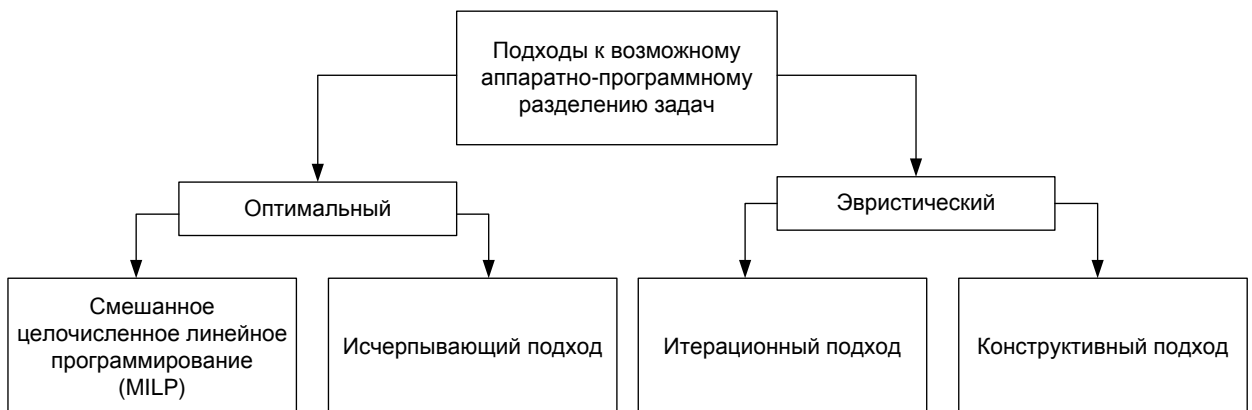 Подходы к возможному
аппаратно-программному
разделению задач
Оптимальный
Эвристический
Смешанное
целочисленное линейное
программирование
(MILP)
Исчерпывающий подход
Итерационный подход
Конструктивный подход